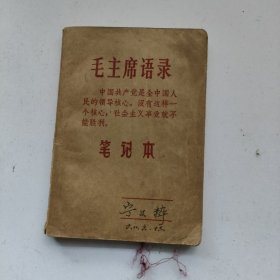 毛主席语录
中国共产党是全中国人
民的领导核心。没有这样一
个核心，社会主义事业就不
能胜利。
笔记本